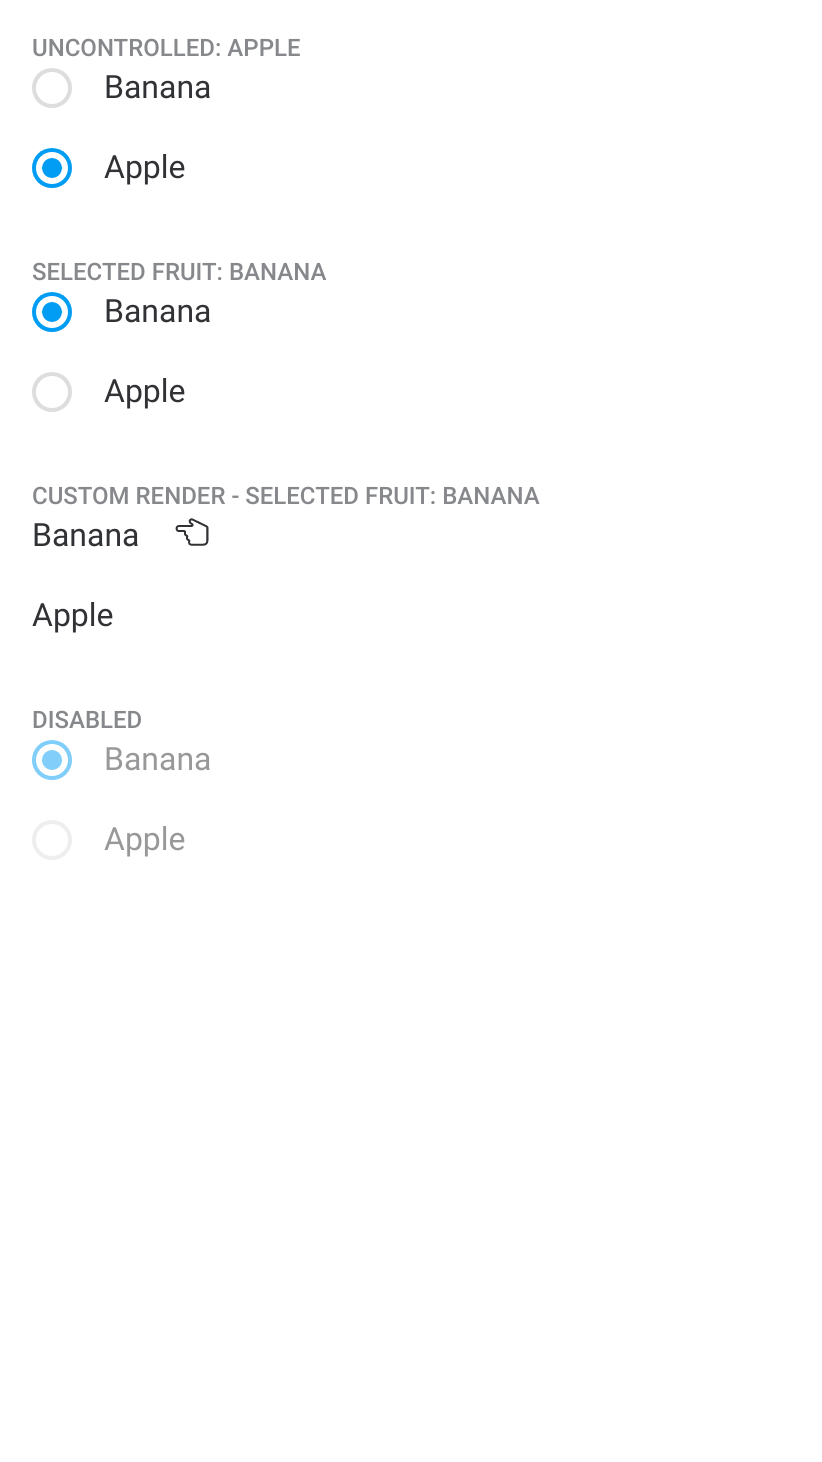 UNCONTROLLED: APPLE
Banana
Apple
SELECTED FRUIT: BANANA
Banana
Apple
CUSTOM RENDER - SELECTED FRUIT: BANANA
Banana
Apple
DISABLED
Banana
Apple